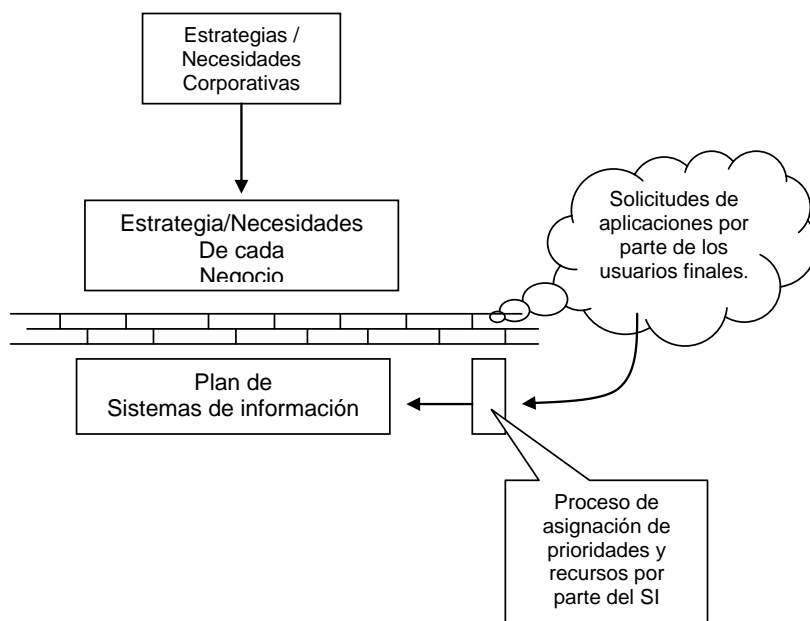 Estrategias /
Necesidades
Corporativas
Estrategia/Necesidades
De cada
Negocio
Solicitudes de
aplicaciones por
parte de los
usuarios finales.
Plan de
Sistemas de información
Proceso de
asignación de
prioridades y
recursos por
parte del SI